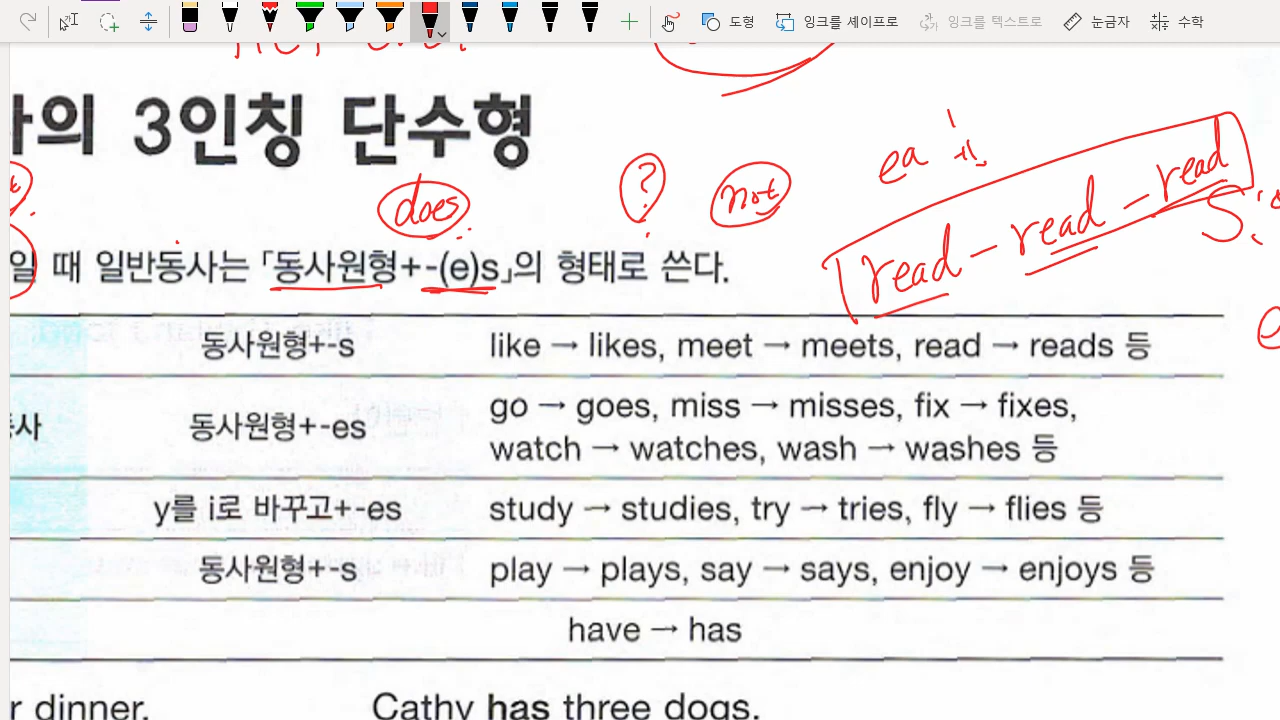 도형
잉크를 셰이프로
잉크를 텍스트로
눈금자
수학
의 3인칭 단수형
ea
does
?
not
read - read - read
일 때 일반동사는 「동사원형+-(e)s」의 형태로 쓴다.
동사원형+-s like → likes, meet → meets, read → reads 등
동사원형+-es go → goes, miss → misses, fix → fixes,
watch → watches, wash → washes 등
y를 i로 바꾸고+-es study → studies, try → tries, fly → flies 등
동사원형+-s play → plays, say → says, enjoy → enjoys 등
have → has
dinner. Cathy has three dogs.